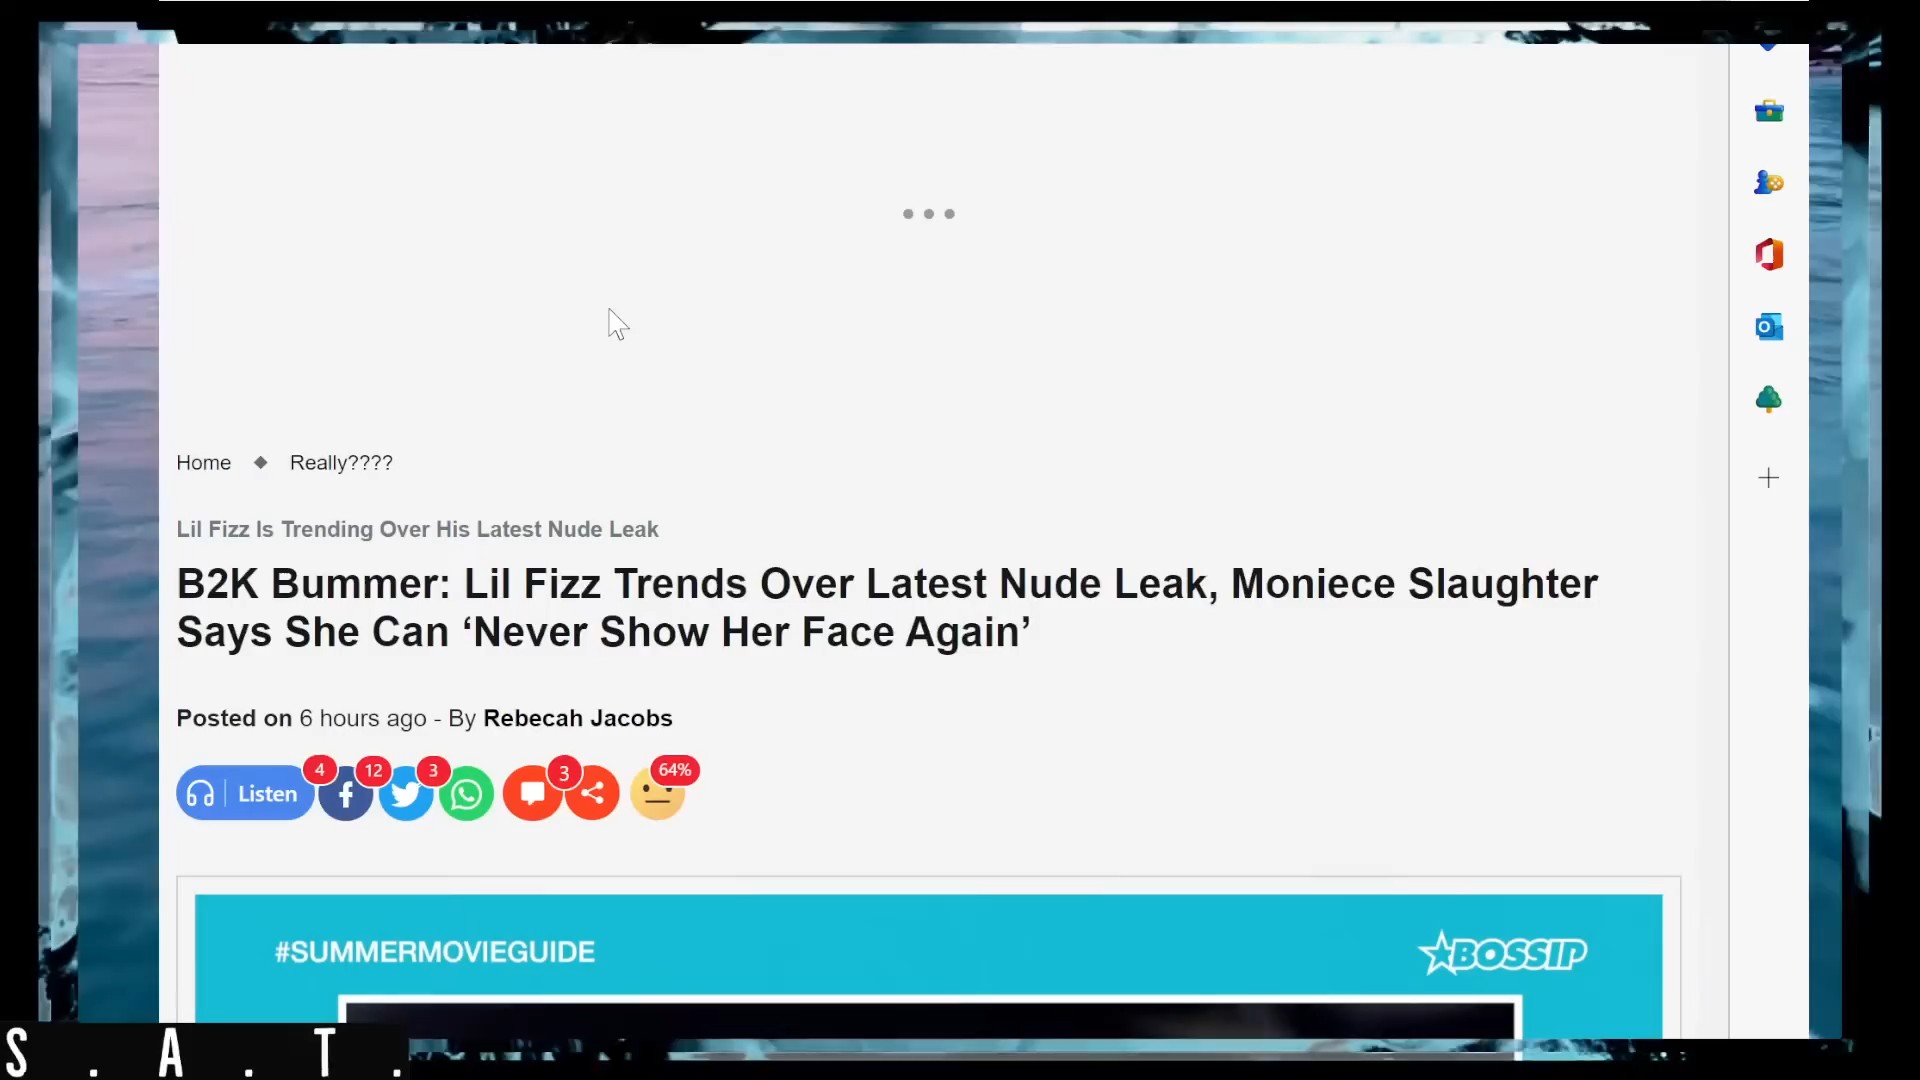 Home ◆ Really????
Lil Fizz Is Trending Over His Latest Nude Leak
B2K Bummer: Lil Fizz Trends Over Latest Nude Leak, Moniece Slaughter
Says She Can ‘Never Show Her Face Again’
Posted on 6 hours ago - By Rebecah Jacobs
4 12 3 3 64%
Listen
#SUMMERMOVIEGUIDE BOSSIP
S . A . T .